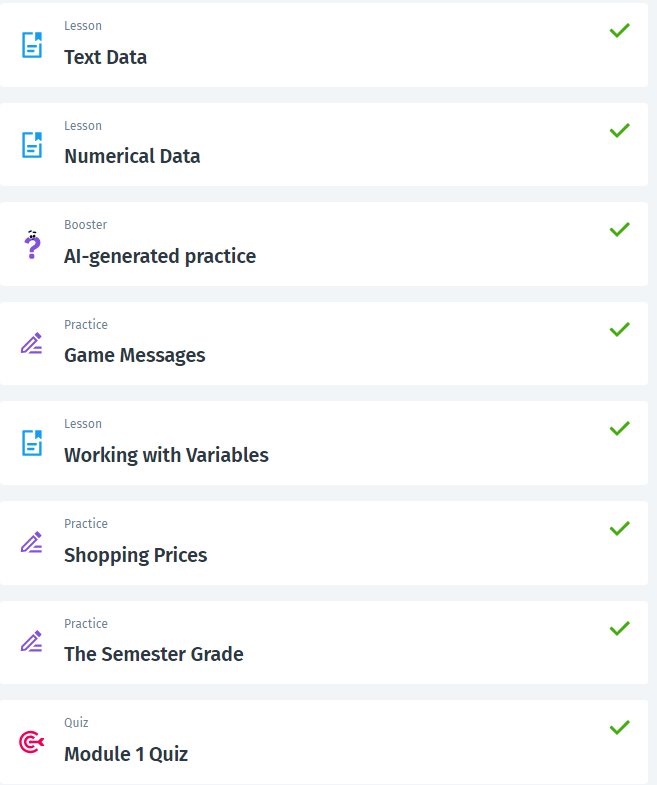 Lesson
Text Data
Lesson
Numerical Data
Booster
AI-generated practice
Practice
Game Messages
Lesson
Working with Variables
Practice
Shopping Prices
Practice
The Semester Grade
Quiz
Module 1 Quiz